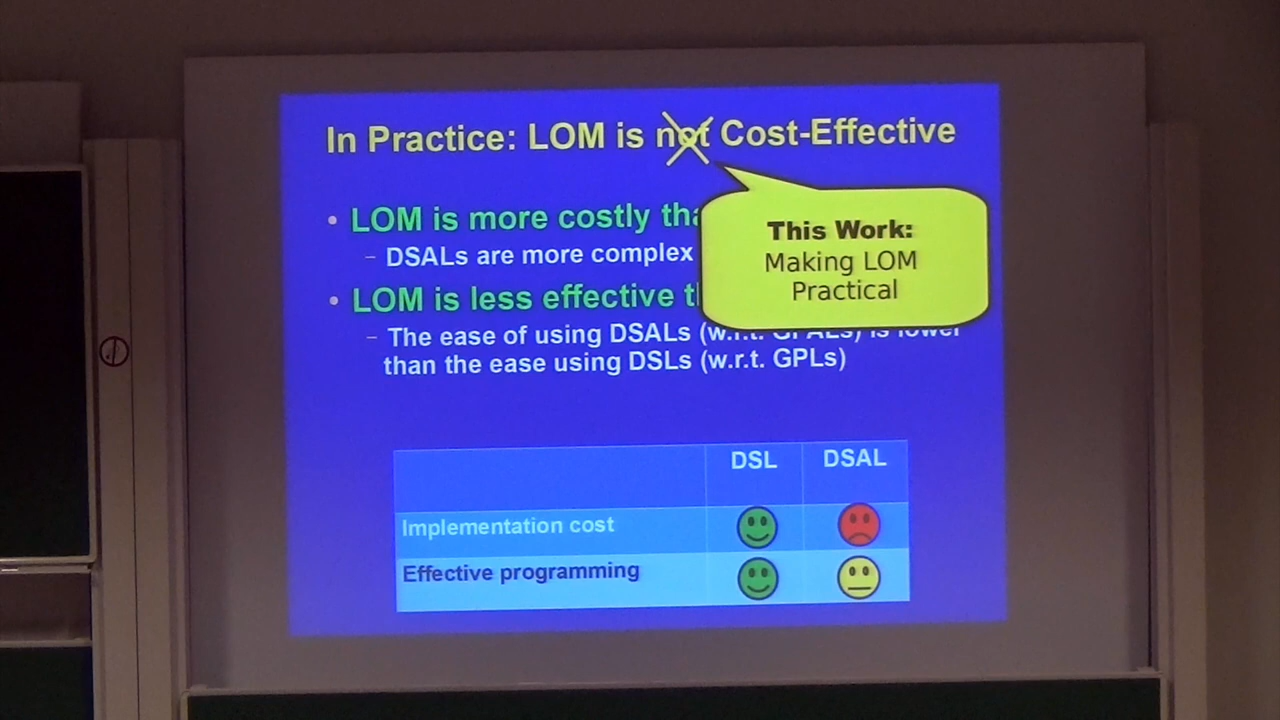 In Practice: LOM is not Cost-Effective
• LOM is more costly
– DSALs are more complex
• LOM is less effective
– The ease of using DSALs (w.r.t. GPALs) is lower
than the ease using DSLs (w.r.t. GPLs)
This Work:
Making LOM
Practical
DSL DSAL
Implementation cost
Effective programming